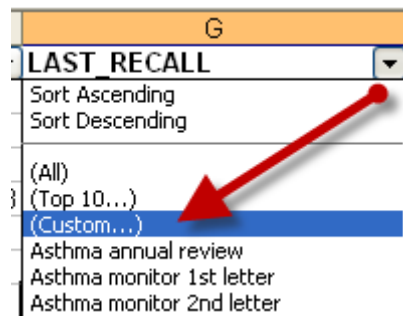 G
LAST_RECALL
Sort Ascending
Sort Descending
(All)
(Top 10...)
(Custom...)
Asthma annual review
Asthma monitor 1st letter
Asthma monitor 2nd letter